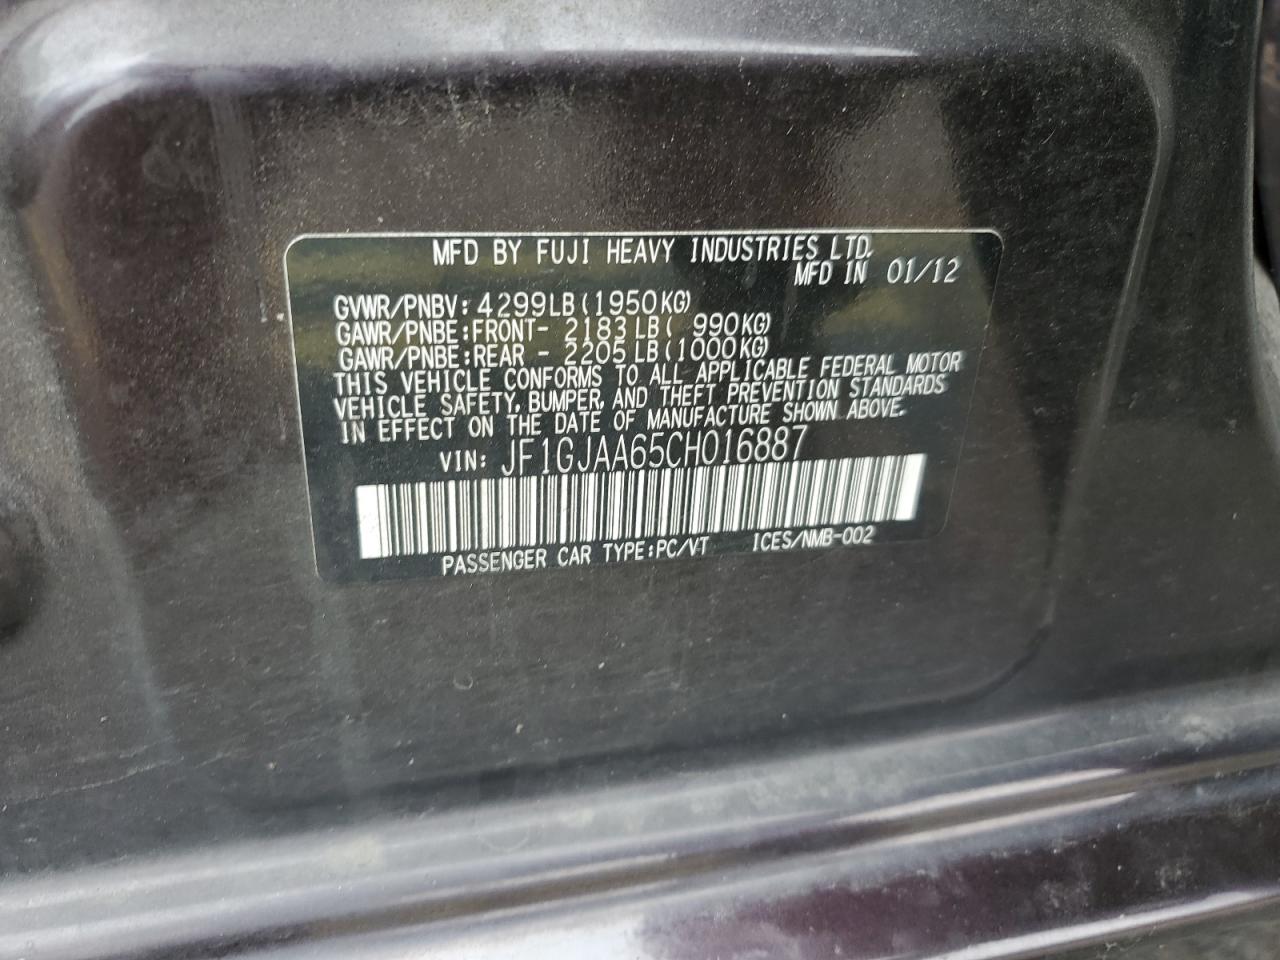 MFD BY FUJI HEAVY INDUSTRIES LTD.
MFD IN 01/12
GVWR/PNBV: 4299LB(1950KG)
GAWR/PNBE:FRONT- 2183LB( 990KG)
GAWR/PNBE:REAR - 2205LB(1000KG)
THIS VEHICLE CONFORMS TO ALL APPLICABLE FEDERAL MOTOR
VEHICLE SAFETY, BUMPER, AND THEFT PREVENTION STANDARDS
IN EFFECT ON THE DATE OF MANUFACTURE SHOWN ABOVE.
VIN: JF1GJAA65CH016887
PASSENGER CAR TYPE:PC/VT ICES/NMB-002